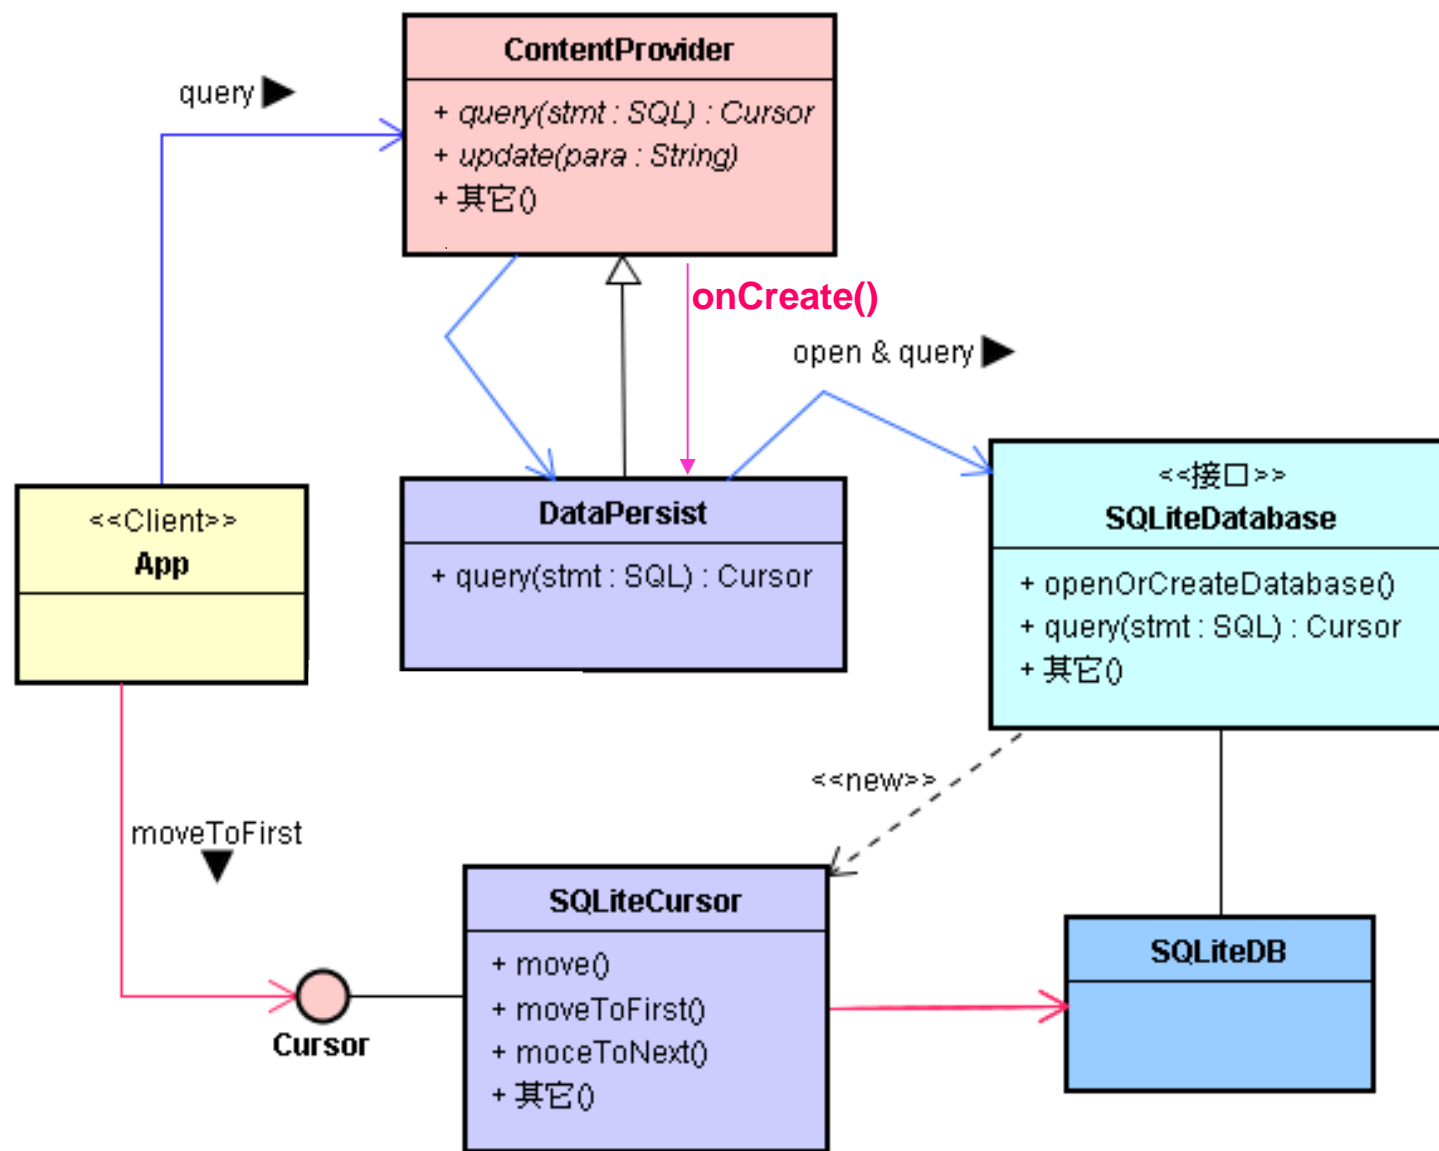 ContentProvider
query ▶
+ query(stmt : SQL) : Cursor
+ update(para : String)
+ 其它()
onCreate()
open & query ▶
<<Client>>
App
DataPersist
+ query(stmt : SQL) : Cursor
<<接口>>
SQLiteDatabase
+ openOrCreateDatabase()
+ query(stmt : SQL) : Cursor
+ 其它()
<<new>>
moveToFirst
▼
SQLiteCursor
+ move()
+ moveToFirst()
+ moceToNext()
+ 其它()
Cursor
SQLiteDB